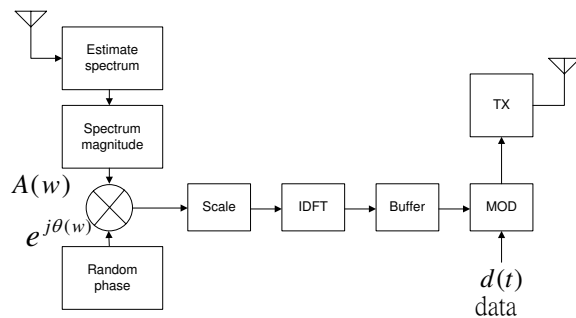 Estimate
spectrum
Spectrum
magnitude
A(w)
e^{jθ(w)}
Random
phase
Scale
IDFT
Buffer
MOD
TX
d(t)
data